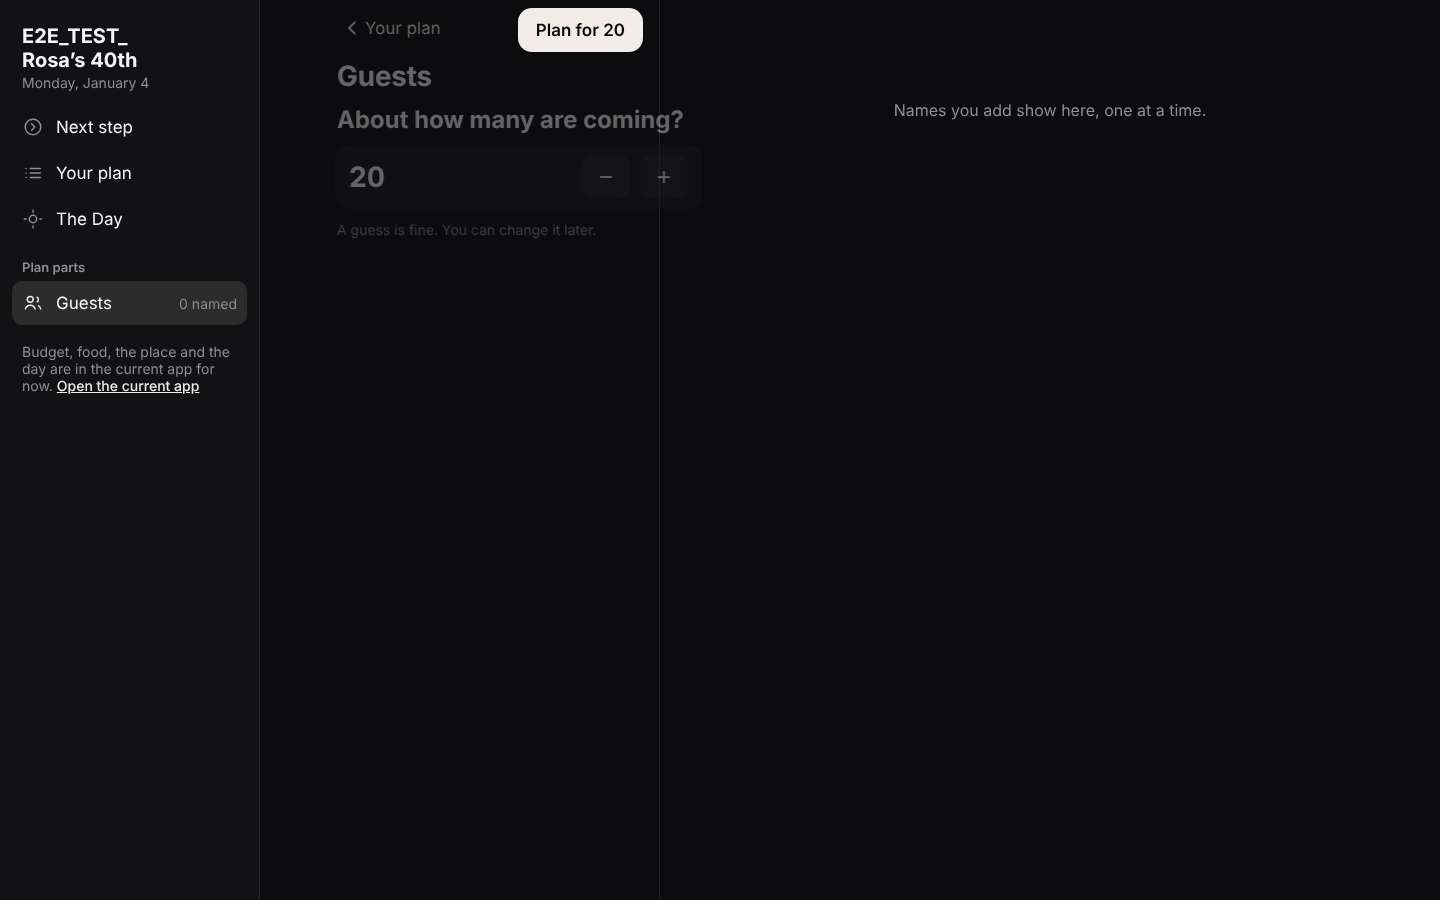 E2E_TEST_
Rosa’s 40th
Monday, January 4
Next step
Your plan
The Day
Plan parts
Guests
0 named
Budget, food, the place and the
day are in the current app for
now. Open the current app
Your plan
Plan for 20
Guests
About how many are coming?
20
A guess is fine. You can change it later.
Names you add show here, one at a time.